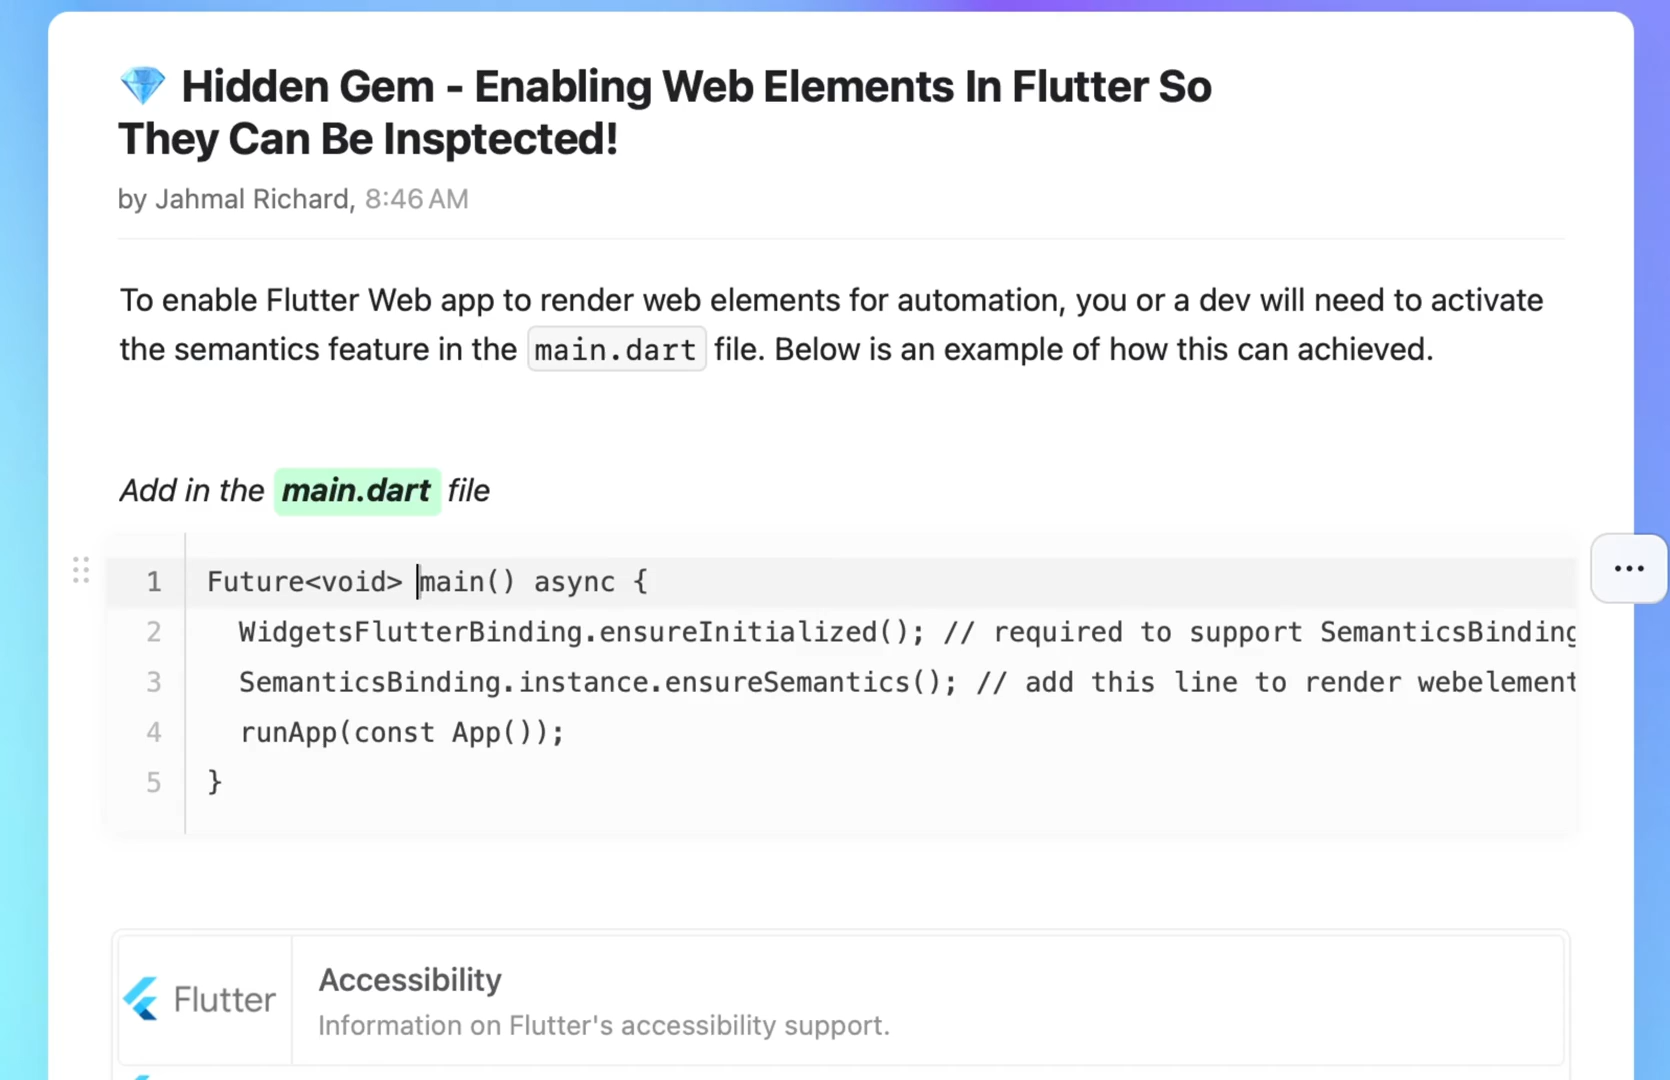 💎 Hidden Gem - Enabling Web Elements In Flutter So
They Can Be Insptected!
by Jahmal Richard, 8:46 AM
To enable Flutter Web app to render web elements for automation, you or a dev will need to activate
the semantics feature in the main.dart file. Below is an example of how this can achieved.
Add in the main.dart file
1 Future<void> main() async {
2 WidgetsFlutterBinding.ensureInitialized(); // required to support SemanticsBinding
3 SemanticsBinding.instance.ensureSemantics(); // add this line to render webelement
4 runApp(const App());
5 }
Flutter
Accessibility
Information on Flutter's accessibility support.